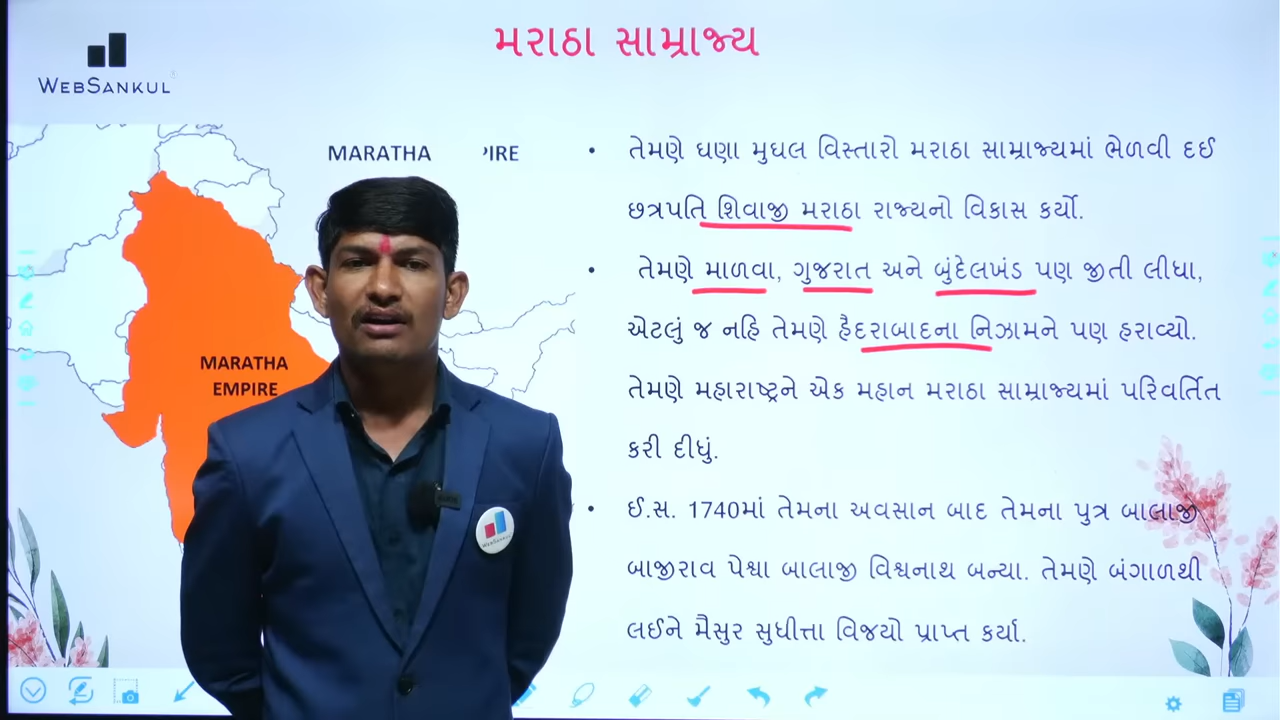 મરાઠા સામ્રાજ્ય
WEBSANKUL
MARATHA
IRE
MARATHA
EMPIRE
• તેમણે ઘણા મુઘલ વિસ્તારો મરાઠા સામ્રાજ્યમાં ભેળવી દઈ
છત્રપતિ શિવાજી મરાઠા રાજ્યનો વિકાસ કર્યો.
• તેમણે માળવા, ગુજરાત અને બુંદેલખંડ પણ જીતી લીધા,
એટલું જ નહિ તેમણે હૈદરાબાદના નિઝામને પણ હરાવ્યો.
તેમણે મહારાષ્ટ્રને એક મહાન મરાઠા સામ્રાજ્યમાં પરિવર્તિત
કરી દીધું.
• ઈ.સ. 1740માં તેમના અવસાન બાદ તેમના પુત્ર બાલાજી
બાજીરાવ પેશ્વા બાલાજી વિશ્વનાથ બન્યા. તેમણે બંગાળથી
લઈને મૈસુર સુધીત્તા વિજયો પ્રાપ્ત કર્યા.
WEBSANKUL